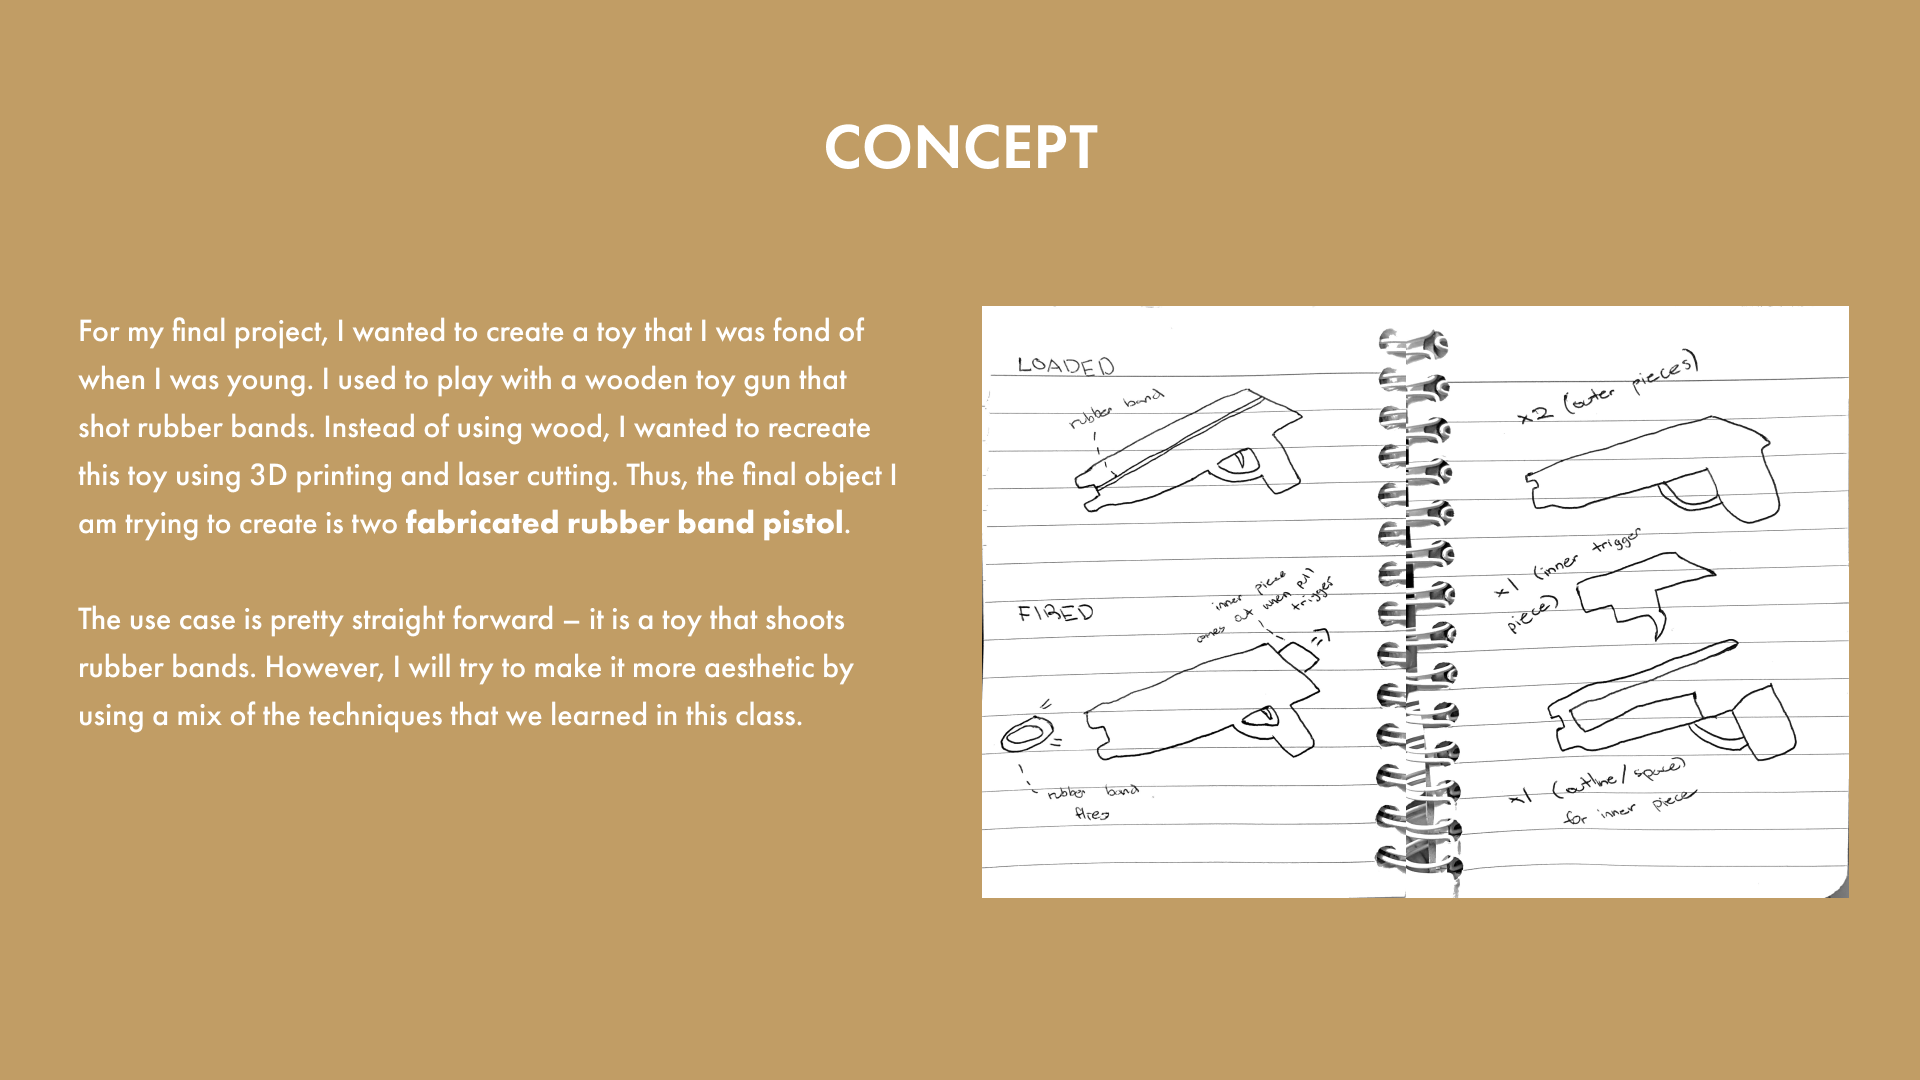 CONCEPT
For my final project, I wanted to create a toy that I was fond of
when I was young. I used to play with a wooden toy gun that
shot rubber bands. Instead of using wood, I wanted to recreate
this toy using 3D printing and laser cutting. Thus, the final object I
am trying to create is two fabricated rubber band pistol.
The use case is pretty straight forward – it is a toy that shoots
rubber bands. However, I will try to make it more aesthetic by
using a mix of the techniques that we learned in this class.
LOADED
rubber band
FIRED
inner piece
comes out when pull
trigger
rubber band
flies
x2 (outer pieces)
x1 (inner trigger
piece)
x1 (outline/space)
for inner piece